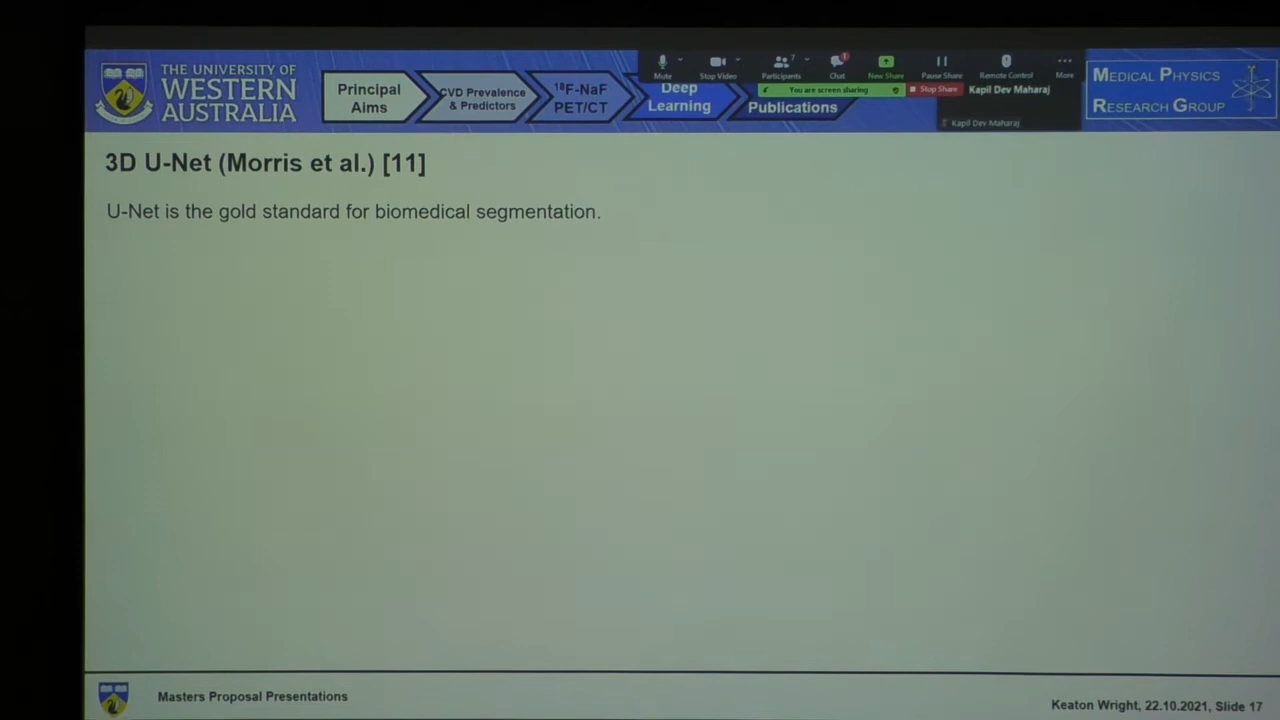 THE UNIVERSITY OF
WESTERN
AUSTRALIA
Principal
Aims
CVD Prevalence
& Predictors
¹⁸F-NaF
PET/CT
Deep
Learning
Publications
Mute
Stop Video
7
Participants
1
Chat
New Share
Pause Share
Remote Control
More
You are screen sharing
Stop Share
Kapil Dev Maharaj
Kapil Dev Maharaj
MEDICAL PHYSICS
RESEARCH GROUP
3D U-Net (Morris et al.) [11]
U-Net is the gold standard for biomedical segmentation.
Masters Proposal Presentations
Keaton Wright, 22.10.2021, Slide 17